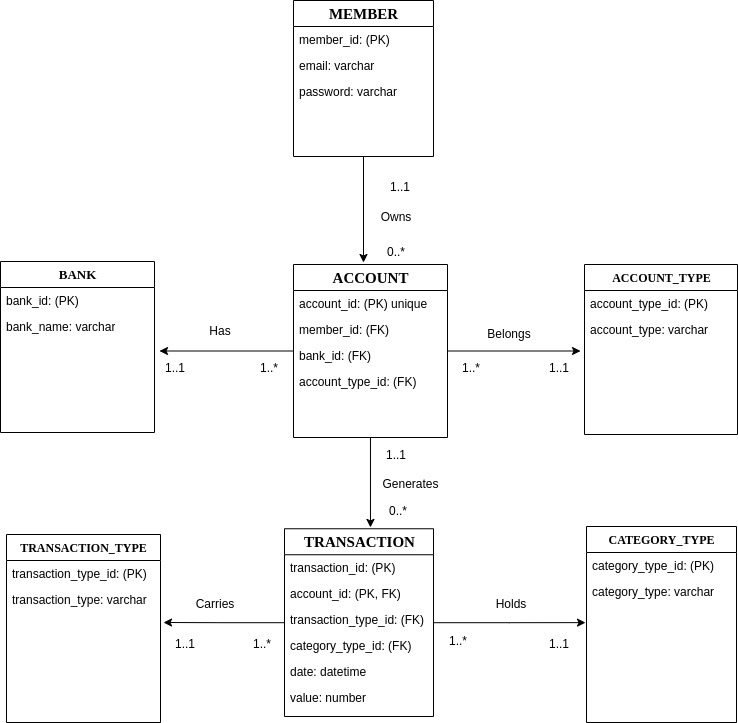 MEMBER
member_id: (PK)
email: varchar
password: varchar
1..1
Owns
0..*
BANK
bank_id: (PK)
bank_name: varchar
Has
1..1
1..*
ACCOUNT
account_id: (PK) unique
member_id: (FK)
bank_id: (FK)
account_type_id: (FK)
Belongs
1..*
1..1
ACCOUNT_TYPE
account_type_id: (PK)
account_type: varchar
1..1
Generates
0..*
TRANSACTION_TYPE
transaction_type_id: (PK)
transaction_type: varchar
Carries
1..1
1..*
TRANSACTION
transaction_id: (PK)
account_id: (PK, FK)
transaction_type_id: (FK)
category_type_id: (FK)
date: datetime
value: number
Holds
1..*
1..1
CATEGORY_TYPE
category_type_id: (PK)
category_type: varchar